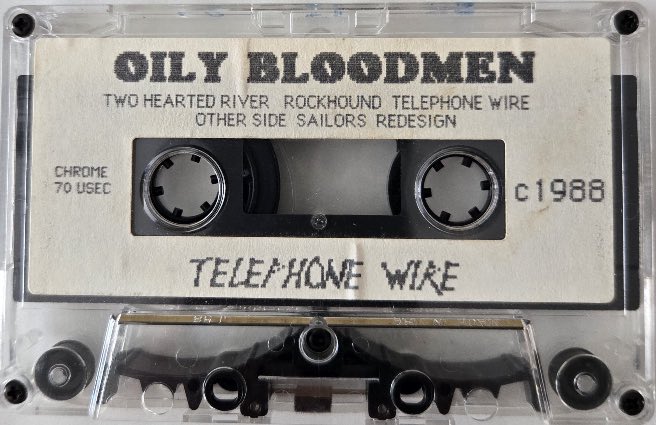 OILY BLOODMEN
TWO HEARTED RIVER ROCKHOUND TELEPHONE WIRE
OTHER SIDE SAILORS REDESIGN
CHROME
70 USEC
c1988
TELEPHONE WIRE